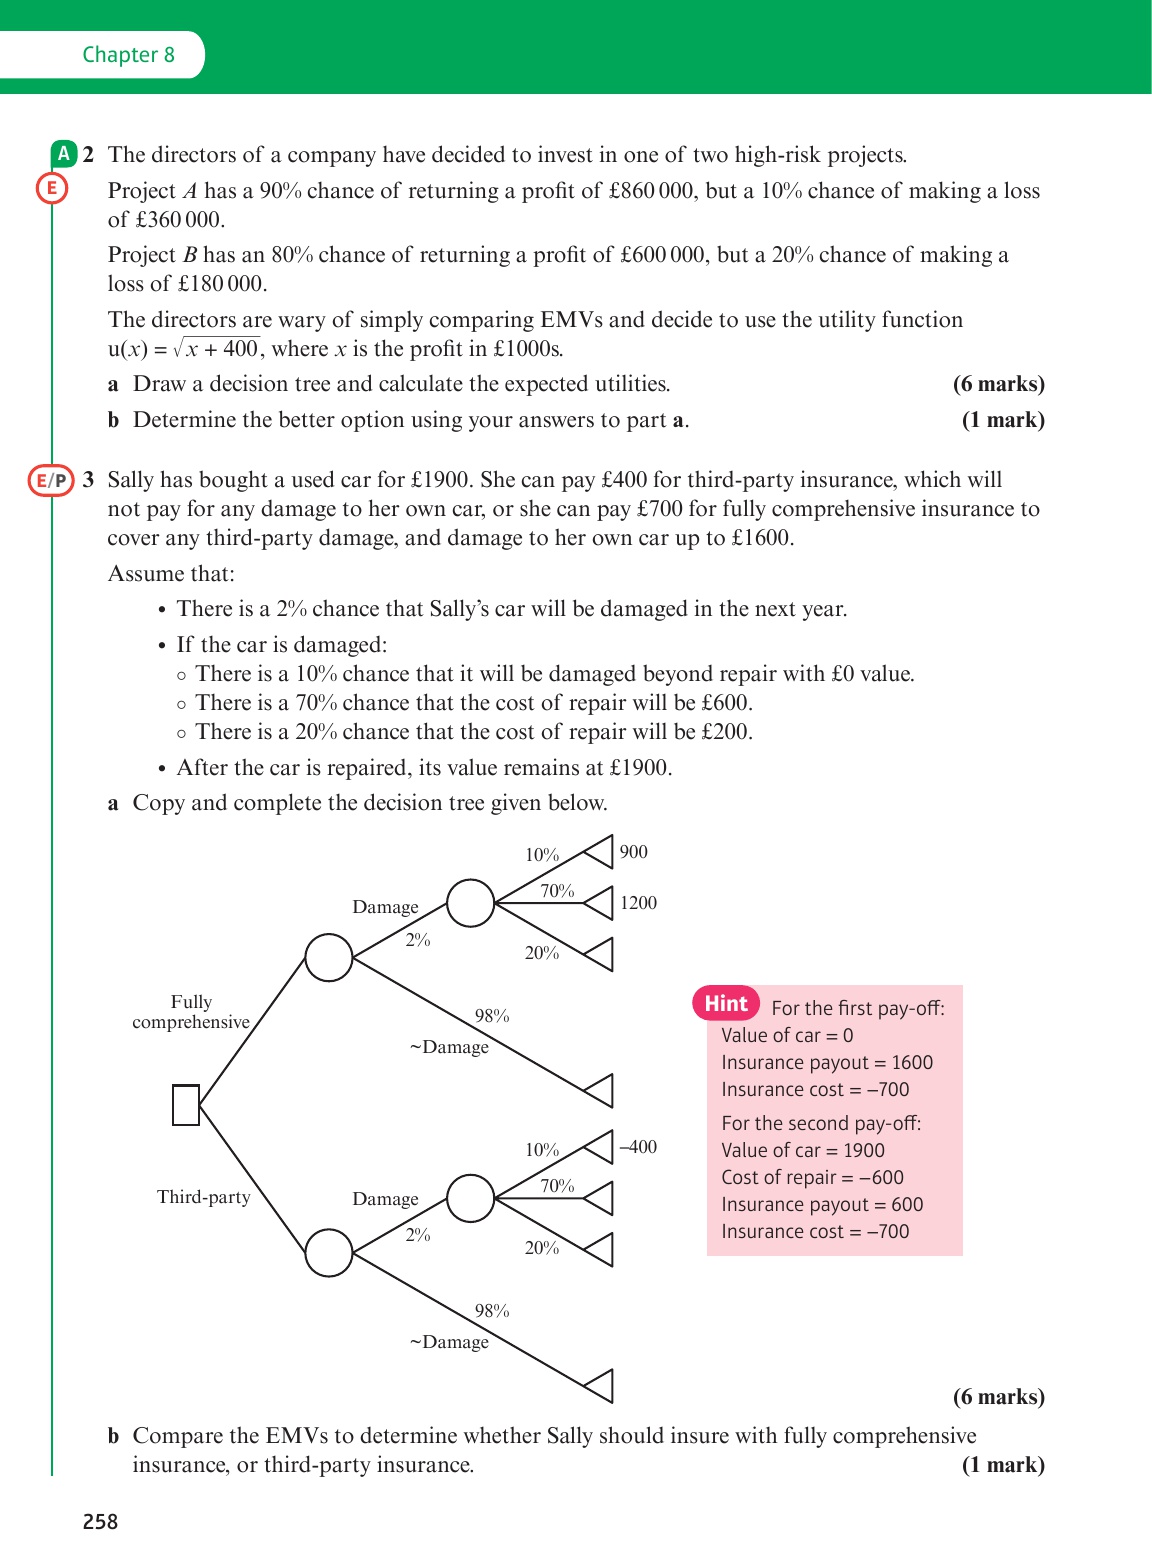 Chapter 8
A 2 The directors of a company have decided to invest in one of two high-risk projects.
E Project A has a 90% chance of returning a profit of £860 000, but a 10% chance of making a loss
of £360 000.
Project B has an 80% chance of returning a profit of £600 000, but a 20% chance of making a
loss of £180 000.
The directors are wary of simply comparing EMVs and decide to use the utility function
u(x) = √(x + 400), where x is the profit in £1000s.
a Draw a decision tree and calculate the expected utilities. (6 marks)
b Determine the better option using your answers to part a. (1 mark)
E/P 3 Sally has bought a used car for £1900. She can pay £400 for third-party insurance, which will
not pay for any damage to her own car, or she can pay £700 for fully comprehensive insurance to
cover any third-party damage, and damage to her own car up to £1600.
Assume that:
• There is a 2% chance that Sally’s car will be damaged in the next year.
• If the car is damaged:
○ There is a 10% chance that it will be damaged beyond repair with £0 value.
○ There is a 70% chance that the cost of repair will be £600.
○ There is a 20% chance that the cost of repair will be £200.
• After the car is repaired, its value remains at £1900.
a Copy and complete the decision tree given below.
10% 900
70% 1200
Damage
2%
20%
Fully
comprehensive
98%
~Damage
10% –400
70%
Third-party
Damage
2%
20%
98%
~Damage
Hint For the first pay-off:
Value of car = 0
Insurance payout = 1600
Insurance cost = –700
For the second pay-off:
Value of car = 1900
Cost of repair = –600
Insurance payout = 600
Insurance cost = –700
(6 marks)
b Compare the EMVs to determine whether Sally should insure with fully comprehensive
insurance, or third-party insurance. (1 mark)
258